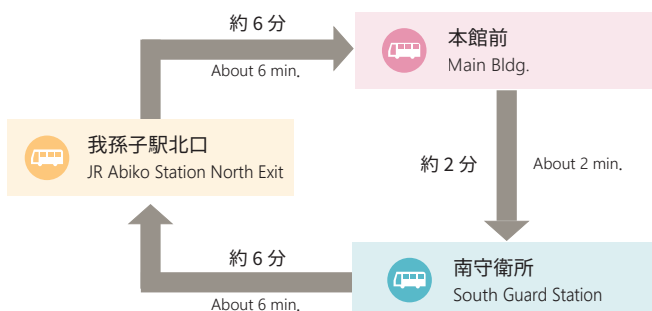 約 6 分
About 6 min.
本館前
Main Bldg.
我孫子駅北口
JR Abiko Station North Exit
約 2 分
About 2 min.
約 6 分
About 6 min.
南守衛所
South Guard Station